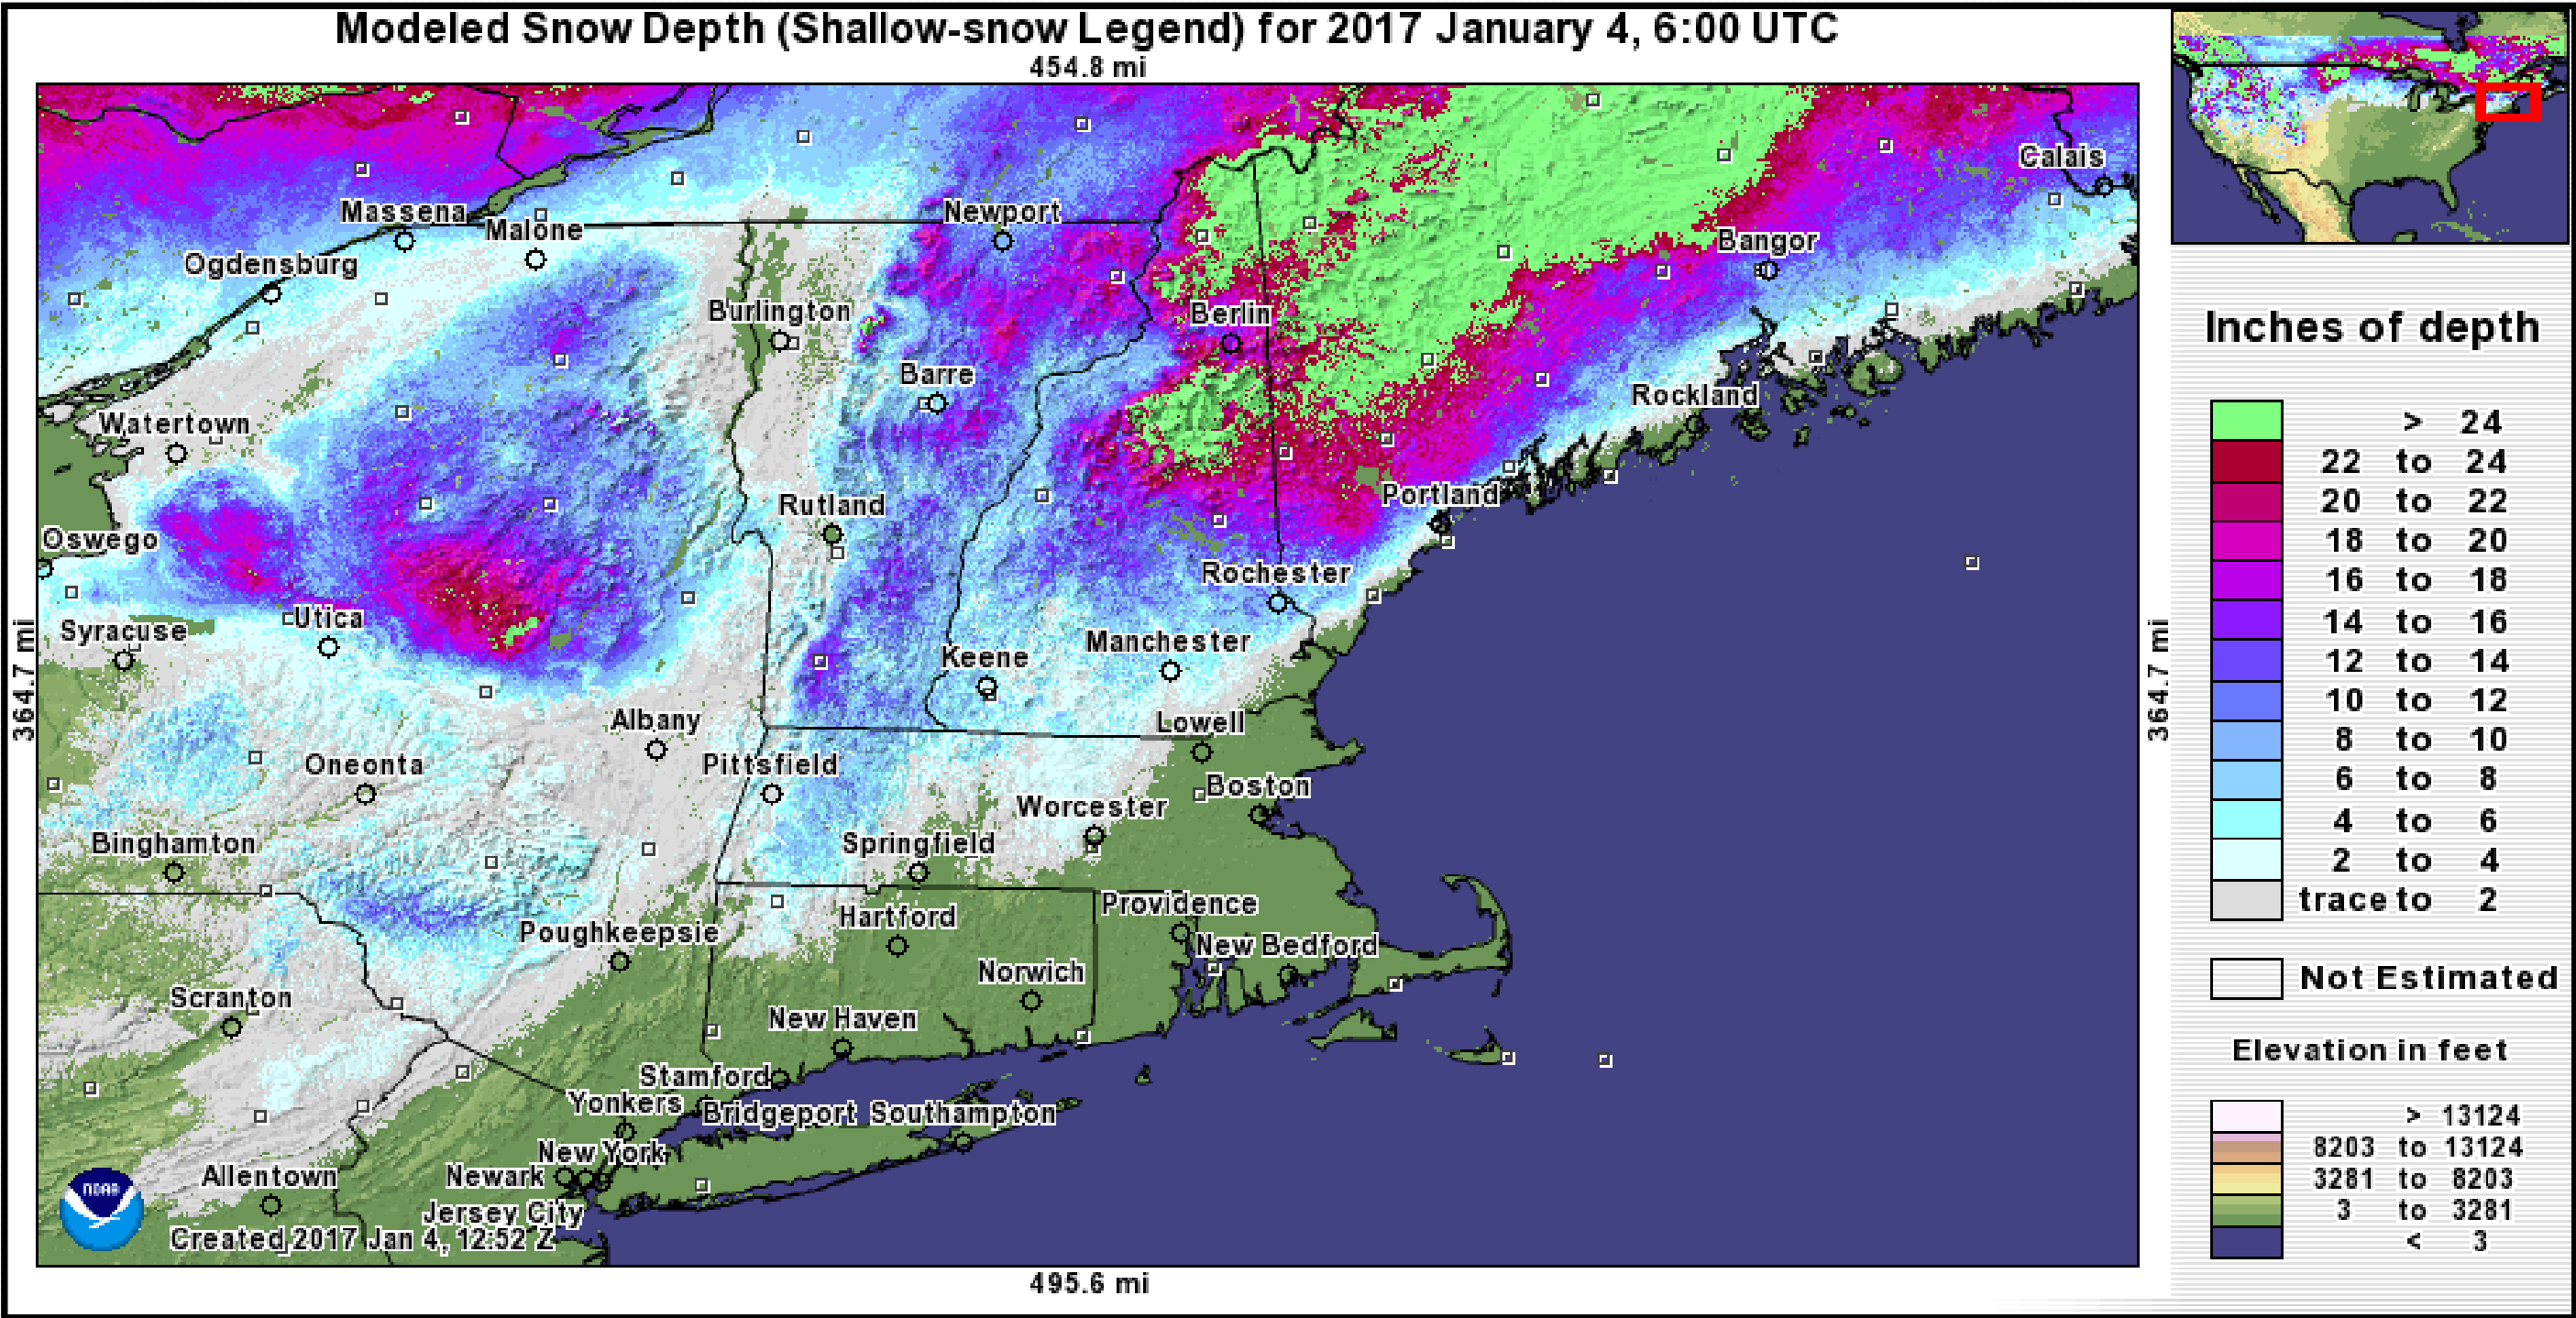 Modeled Snow Depth (Shallow-snow Legend) for 2017 January 4, 6:00 UTC
454.8 mi
Calais
Massena
Malone
Newport
Ogdensburg
Bangor
Burlington
Berlin
Barre
Rockland
Watertown
Rutland
Portland
Oswego
Rochester
Utica
Syracuse
Manchester
Keene
364.7 mi
364.7 mi
Albany
Lowell
Oneonta
Pittsfield
Boston
Worcester
Binghamton
Springfield
Providence
Hartford
Poughkeepsie
New Bedford
Norwich
Scranton
New Haven
Stamford
Yonkers
Bridgeport
Southampton
New York
Newark
Allentown
Jersey City
NOAA
Created 2017 Jan 4, 12:52 Z
495.6 mi
Inches of depth
> 24
22 to 24
20 to 22
18 to 20
16 to 18
14 to 16
12 to 14
10 to 12
8 to 10
6 to 8
4 to 6
2 to 4
trace to 2
Not Estimated
Elevation in feet
> 13124
8203 to 13124
3281 to 8203
3 to 3281
< 3